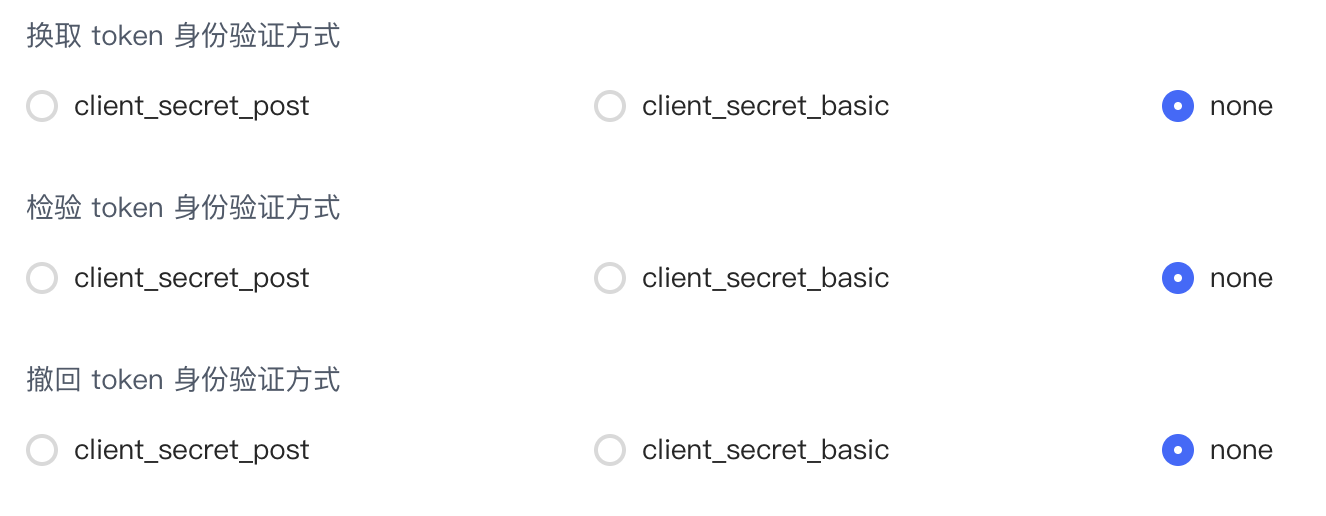 换取 token 身份验证方式
client_secret_post client_secret_basic none
检验 token 身份验证方式
client_secret_post client_secret_basic none
撤回 token 身份验证方式
client_secret_post client_secret_basic none